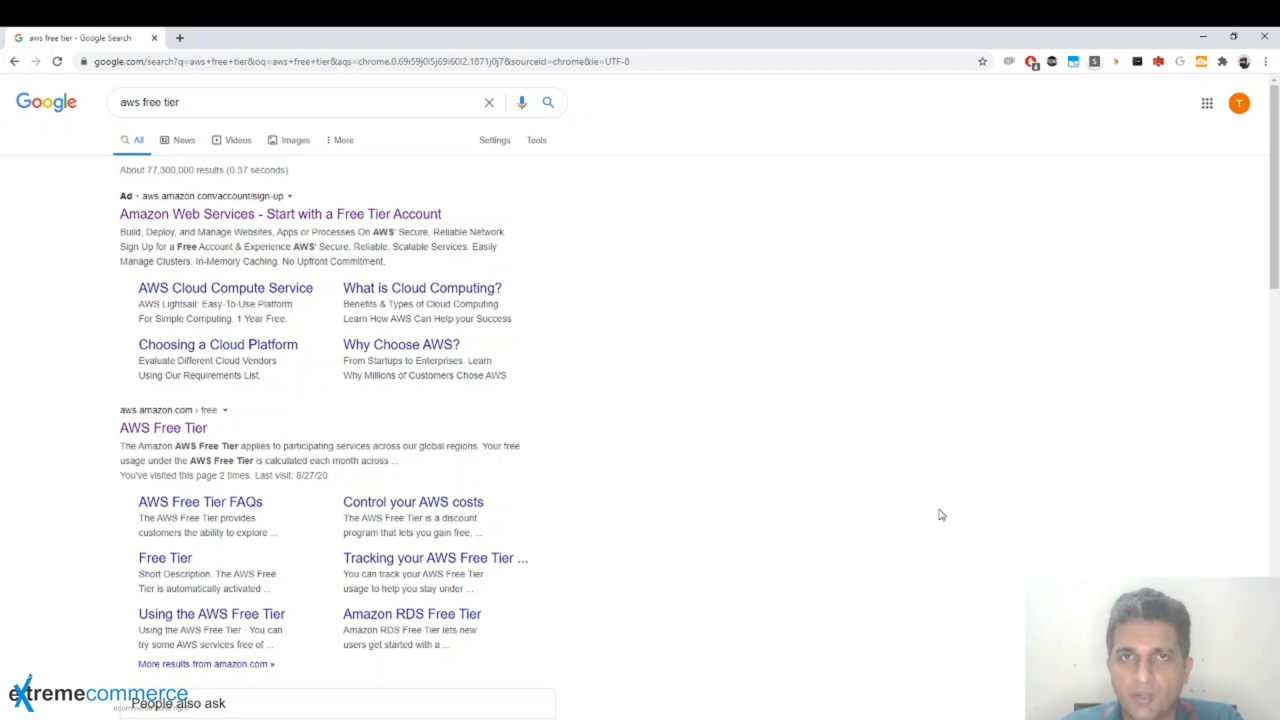 aws free tier - Google Search
google.com/search?q=aws+free+tier&oq=aws+free+tier&aqs=chrome.0.69i59j0l5j69i60l2.1871j0j7&sourceid=chrome&ie=UTF-8
Google
aws free tier
T
All News Videos Images More Settings Tools
About 77,300,000 results (0.37 seconds)
Ad · aws.amazon.com/account/sign-up
Amazon Web Services - Start with a Free Tier Account
Build, Deploy, and Manage Websites, Apps or Processes On AWS' Secure, Reliable Network.
Sign Up for a Free Account & Experience AWS' Secure, Reliable, Scalable Services. Easily
Manage Clusters. In-Memory Caching. No Upfront Commitment.
AWS Cloud Compute Service
AWS Lightsail: Easy-To-Use Platform
For Simple Computing. 1 Year Free.
What is Cloud Computing?
Benefits & Types of Cloud Computing
Learn How AWS Can Help your Success
Choosing a Cloud Platform
Evaluate Different Cloud Vendors
Using Our Requirements List.
Why Choose AWS?
From Startups to Enterprises. Learn
Why Millions of Customers Chose AWS
aws.amazon.com › free
AWS Free Tier
The Amazon AWS Free Tier applies to participating services across our global regions. Your free
usage under the AWS Free Tier is calculated each month across ...
You've visited this page 2 times. Last visit: 8/27/20
AWS Free Tier FAQs
The AWS Free Tier provides
customers the ability to explore ...
Control your AWS costs
The AWS Free Tier is a discount
program that lets you gain free, ...
Free Tier
Short Description. The AWS Free
Tier is automatically activated ...
Tracking your AWS Free Tier ...
You can track your AWS Free Tier
usage to help you stay under ...
Using the AWS Free Tier
Using the AWS Free Tier · You can
try some AWS services free of ...
Amazon RDS Free Tier
Amazon RDS Free Tier lets new
users get started with a ...
More results from amazon.com »
People also ask
extremecommerce